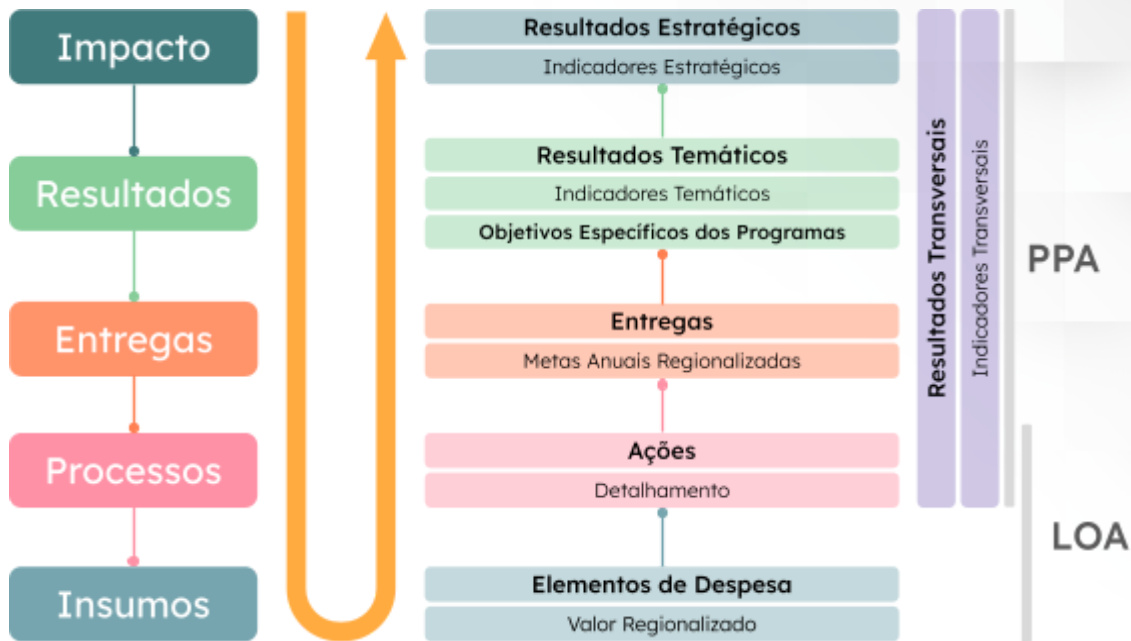 Impacto
Resultados
Entregas
Processos
Insumos
Resultados Estratégicos
Indicadores Estratégicos
Resultados Temáticos
Indicadores Temáticos
Objetivos Específicos dos Programas
Entregas
Metas Anuais Regionalizadas
Ações
Detalhamento
Elementos de Despesa
Valor Regionalizado
Resultados Transversais
Indicadores Transversais
PPA
LOA